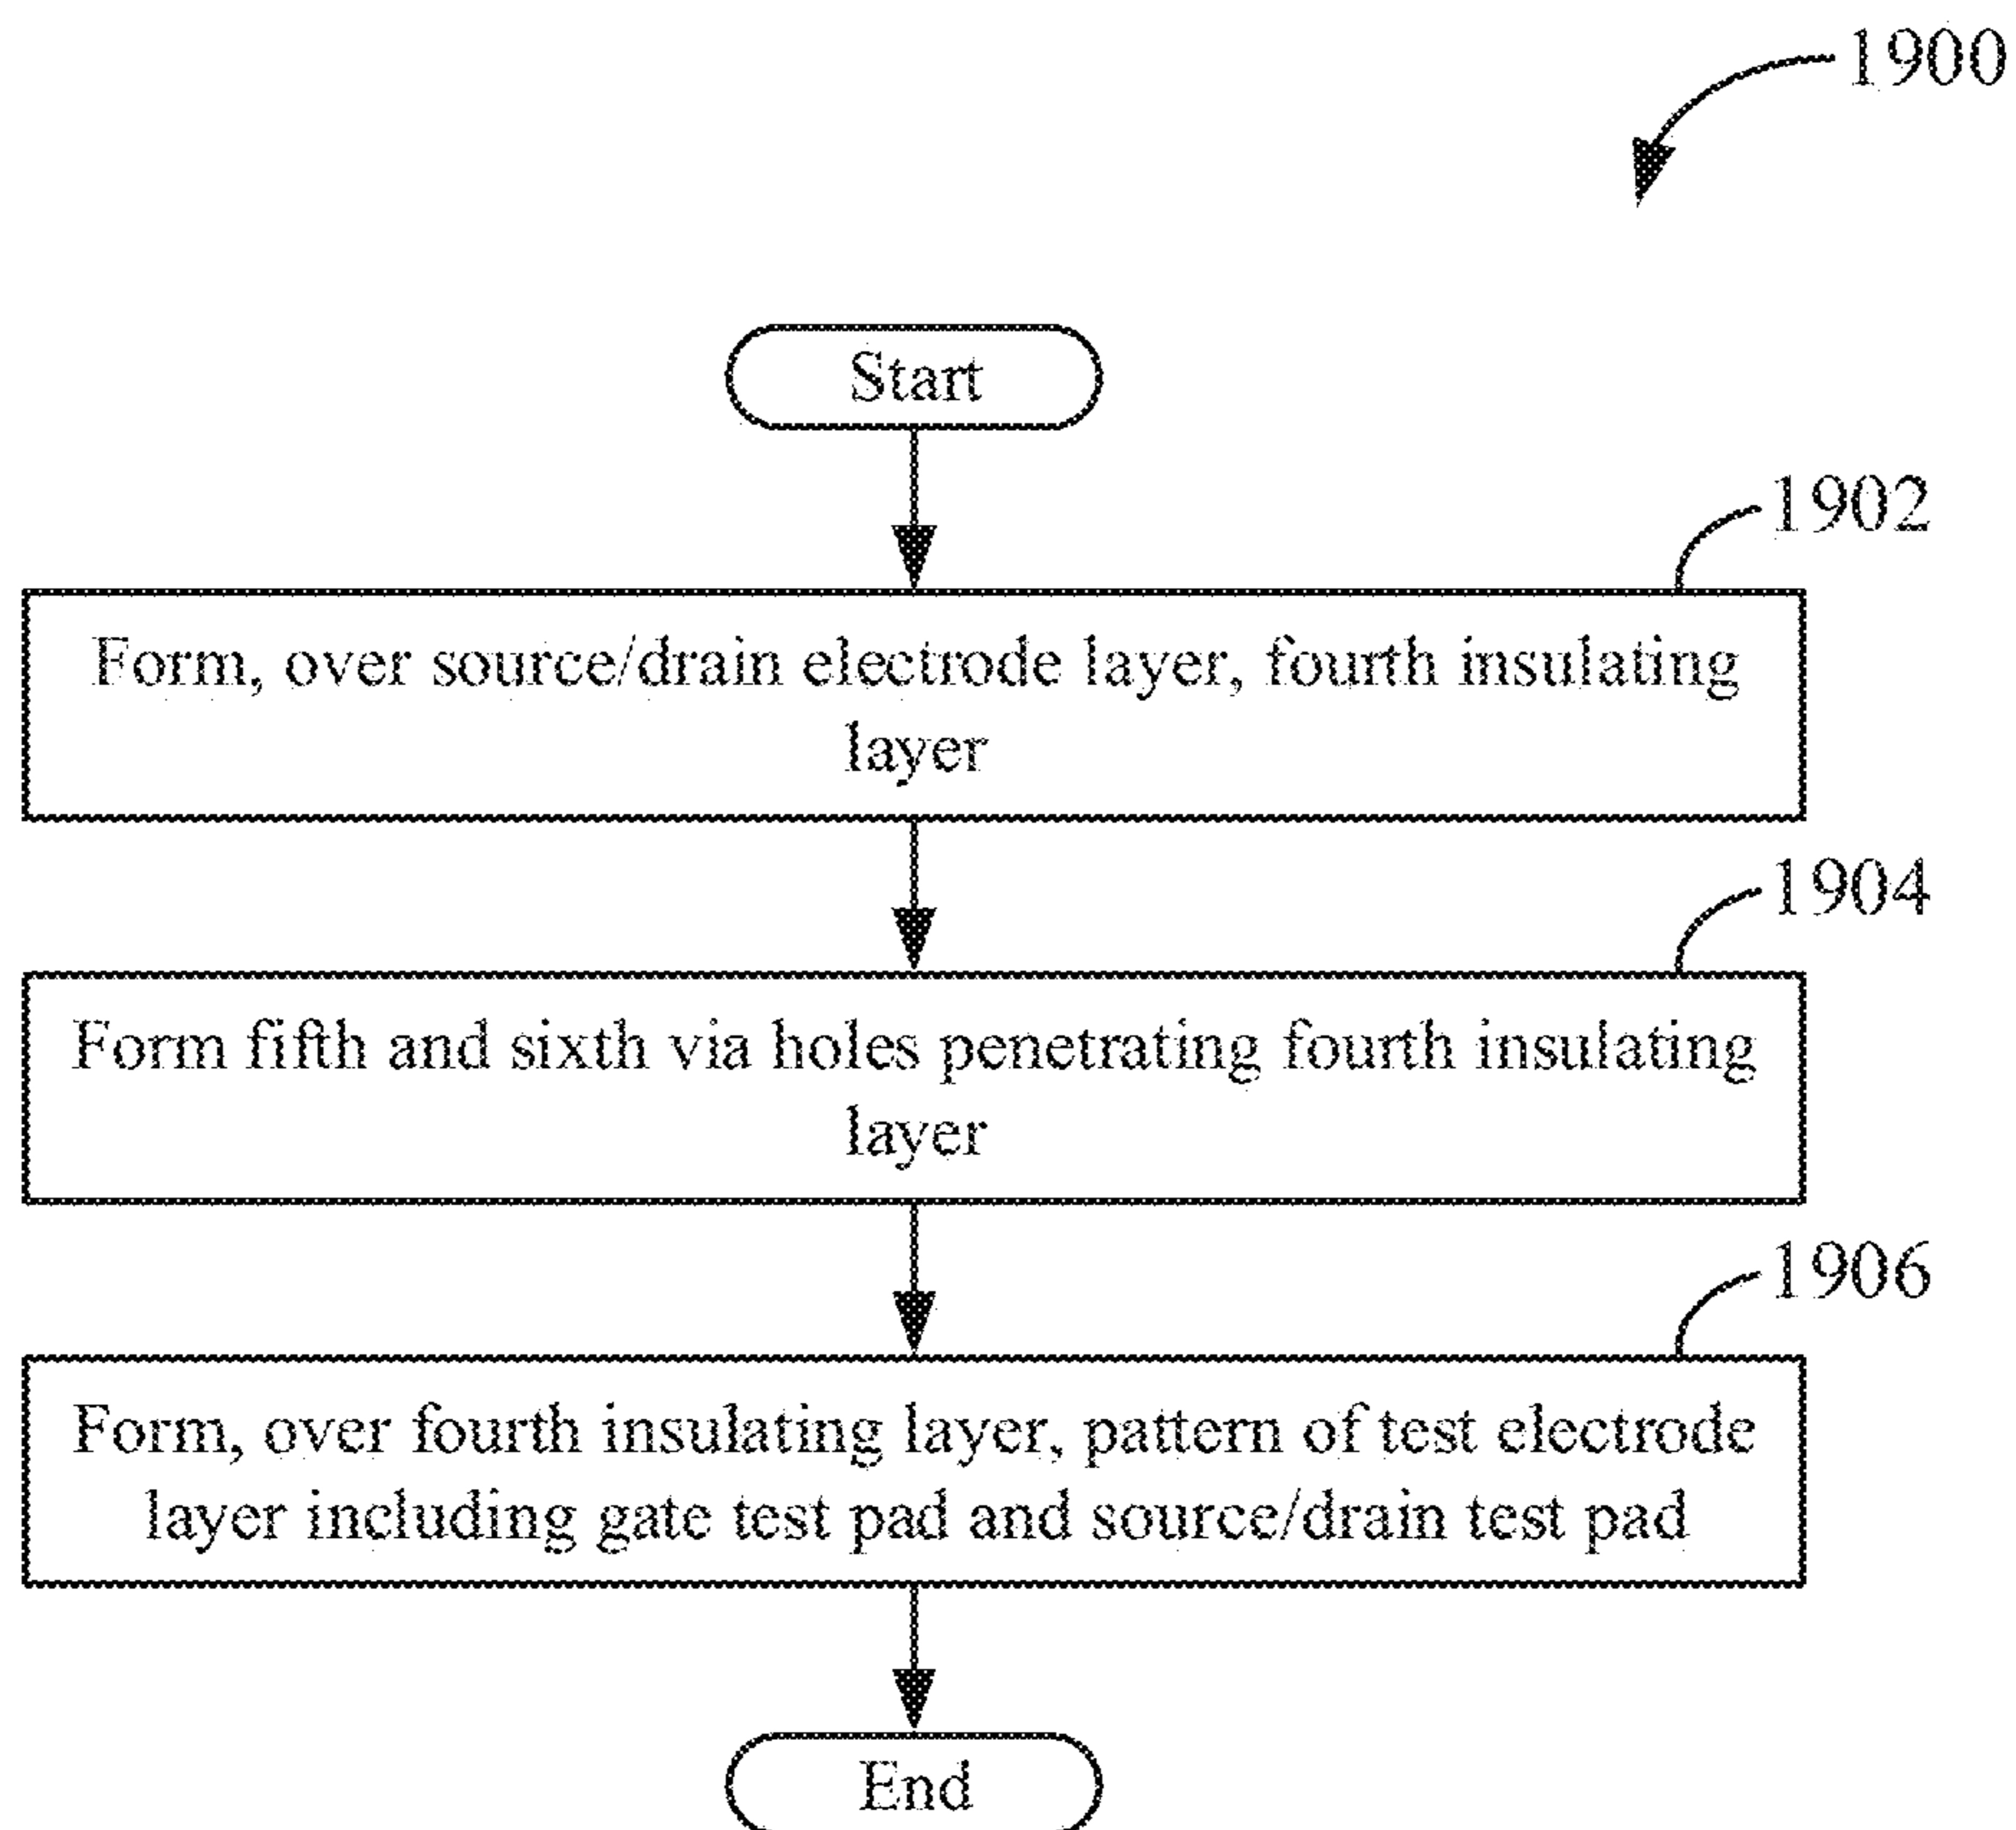 1900
Start
1902
Form, over source/drain electrode layer, fourth insulating
layer
1904
Form fifth and sixth via holes penetrating fourth insulating
layer
1906
Form, over fourth insulating layer, pattern of test electrode
layer including gate test pad and source/drain test pad
End